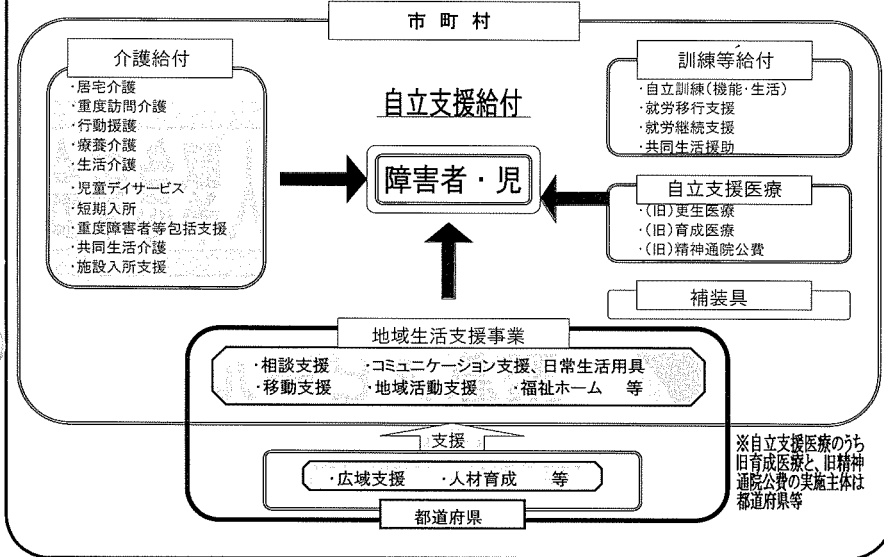 市町村
介護給付
・居宅介護
・重度訪問介護
・行動援護
・療養介護
・生活介護
・児童デイサービス
・短期入所
・重度障害者等包括支援
・共同生活介護
・施設入所支援
自立支援給付
障害者・児
訓練等給付
・自立訓練(機能・生活)
・就労移行支援
・就労継続支援
・共同生活援助
自立支援医療
・(旧)更生医療
・(旧)育成医療
・(旧)精神通院公費
補装具
地域生活支援事業
・相談支援 ・コミュニケーション支援、日常生活用具
・移動支援 ・地域活動支援 ・福祉ホーム 等
支援
・広域支援 ・人材育成 等
都道府県
※自立支援医療のうち
旧育成医療と、旧精神
通院公費の実施主体は
都道府県等